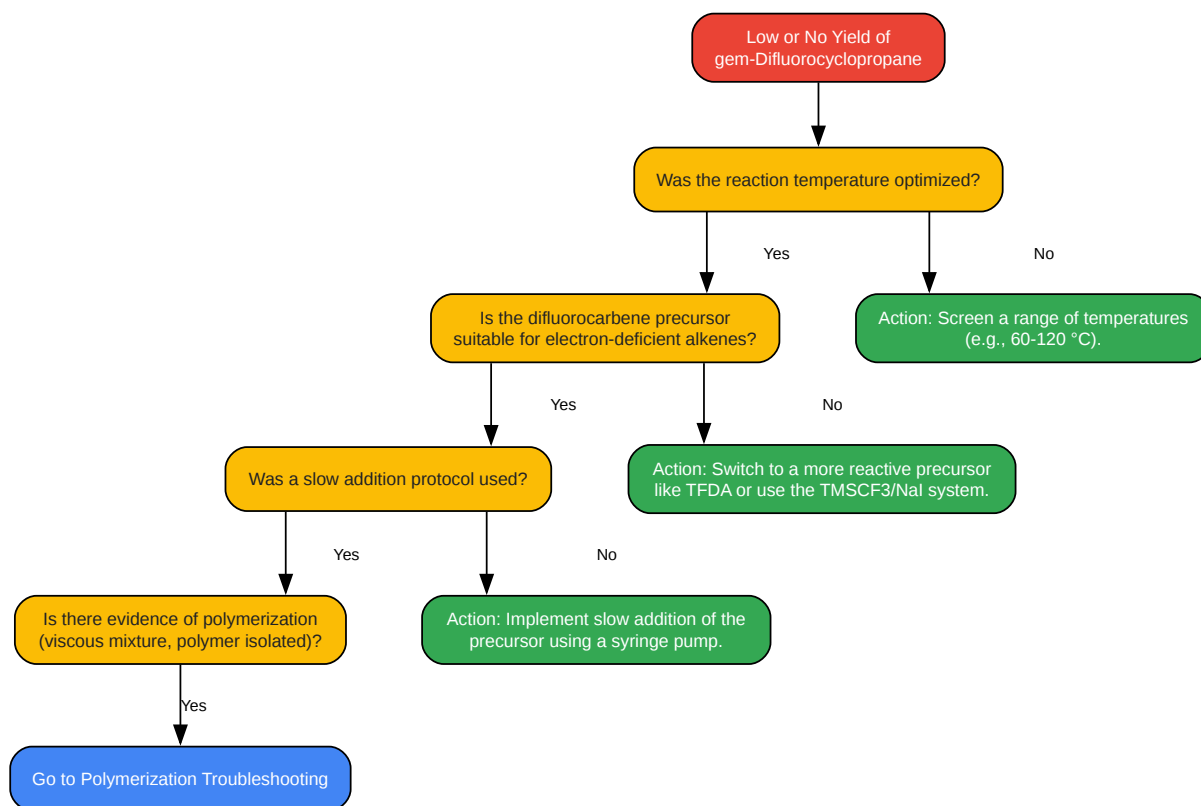 Low or No Yield of
gem-Difluorocyclopropane
Was the reaction temperature optimized?
Yes
No
Is the difluorocarbene precursor
suitable for electron-deficient alkenes?
Action: Screen a range of temperatures
(e.g., 60-120 °C).
Yes
No
Was a slow addition protocol used?
Action: Switch to a more reactive precursor
like TFDA or use the TMSCF3/NaI system.
Yes
No
Is there evidence of polymerization
(viscous mixture, polymer isolated)?
Action: Implement slow addition of the
precursor using a syringe pump.
Yes
Go to Polymerization Troubleshooting